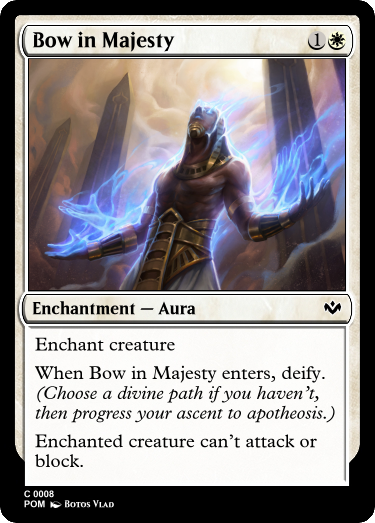 Bow in Majesty 1
Enchantment — Aura
Enchant creature
When Bow in Majesty enters, deify.
(Choose a divine path if you haven't,
then progress your ascent to apotheosis.)
Enchanted creature can't attack or
block.
C 0008
POM Botos Vlad